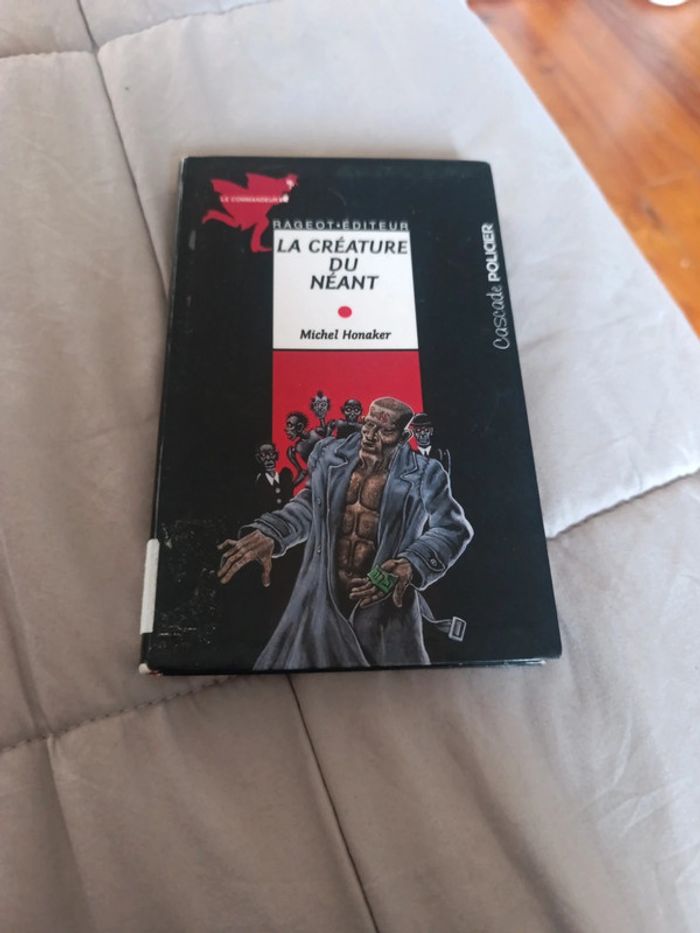 LE COMMANDEUR
RAGEOT•ÉDITEUR
LA CRÉATURE
DU
NÉANT
Michel Honaker
cascade POLICIER